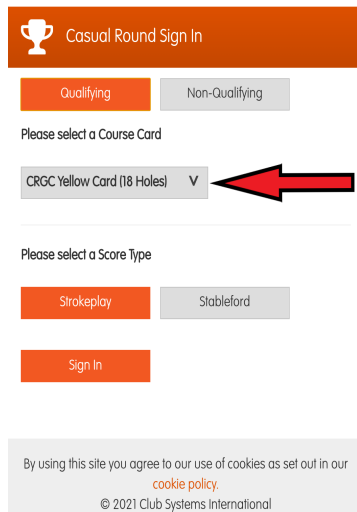 Casual Round Sign In
Qualifying Non-Qualifying
Please select a Course Card
CRGC Yellow Card (18 Holes) V
Please select a Score Type
Strokeplay Stableford
Sign In
By using this site you agree to our use of cookies as set out in our
cookie policy.
© 2021 Club Systems International